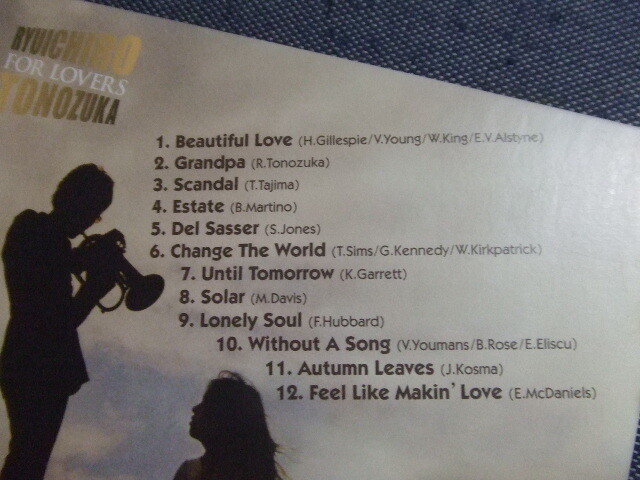 RYUICHIRO
FOR LOVERS
TONOZUKA
1. Beautiful Love (H.Gillespie/V.Young/W.King/E.V.Alstyne)
2. Grandpa (R.Tonozuka)
3. Scandal (T.Tajima)
4. Estate (B.Martino)
5. Del Sasser (S.Jones)
6. Change The World (T.Sims/G.Kennedy/W.Kirkpatrick)
7. Until Tomorrow (K.Garrett)
8. Solar (M.Davis)
9. Lonely Soul (F.Hubbard)
10. Without A Song (V.Youmans/B.Rose/E.Eliscu)
11. Autumn Leaves (J.Kosma)
12. Feel Like Makin' Love (E.McDaniels)